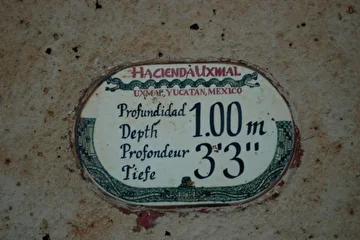 HACIENDA UXMAL
UXMAL, YUCATAN, MEXICO
Profundidad
Depth
Profondeur
Tiefe
1.00 m
3'3"